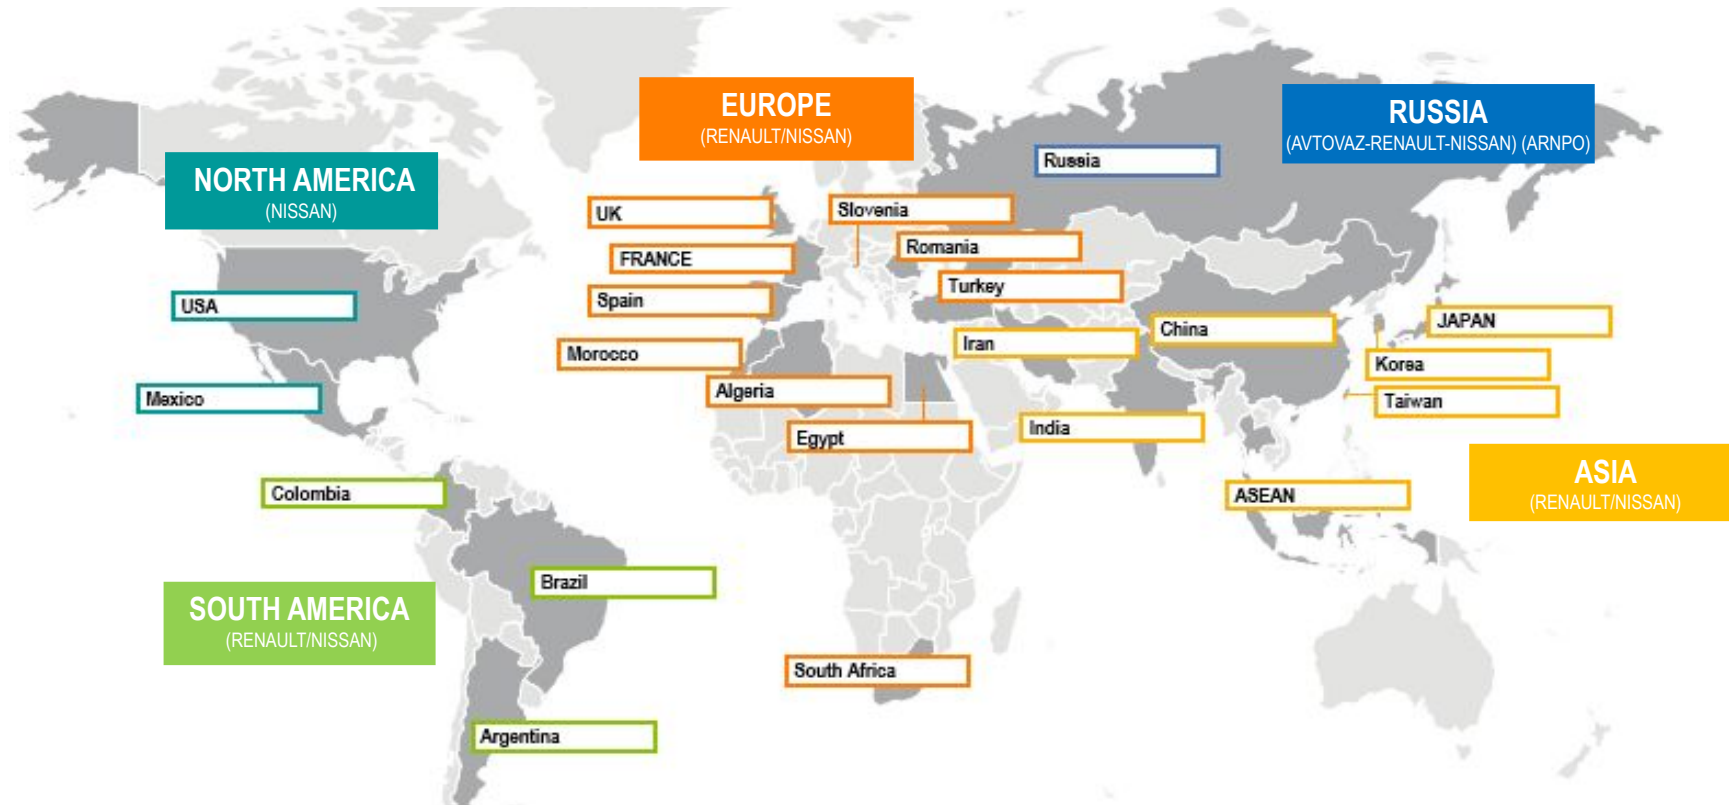 EUROPE
(RENAULT/NISSAN)
RUSSIA
(AVTOVAZ-RENAULT-NISSAN) (ARNPO)
Russia
NORTH AMERICA
(NISSAN)
UK
Slovenia
FRANCE
Romania
USA
Spain
Turkey
JAPAN
China
Iran
Morocco
Korea
Algeria
Mexico
Taiwan
Egypt
India
ASIA
(RENAULT/NISSAN)
Colombia
ASEAN
Brazil
SOUTH AMERICA
(RENAULT/NISSAN)
South Africa
Argentina